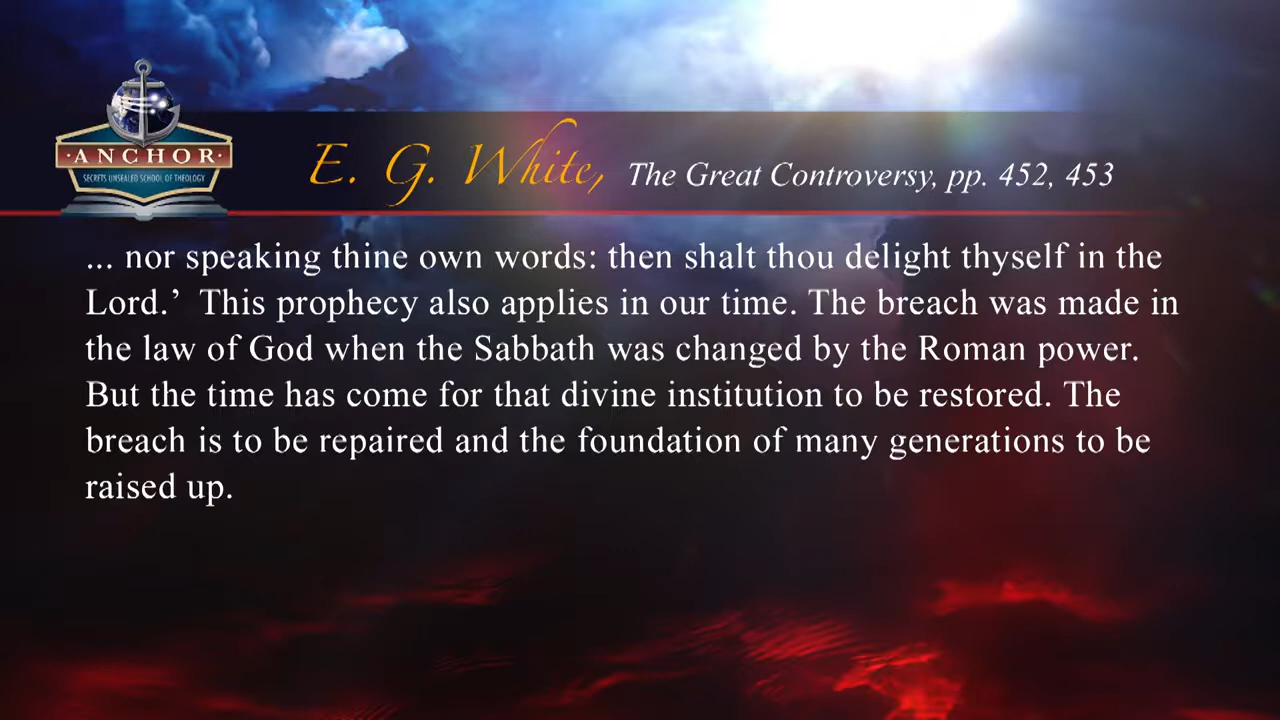 ·ANCHOR·
SECRETS UNSEALED SCHOOL OF THEOLOGY
E. G. White, The Great Controversy, pp. 452, 453
... nor speaking thine own words: then shalt thou delight thyself in the
Lord.’ This prophecy also applies in our time. The breach was made in
the law of God when the Sabbath was changed by the Roman power.
But the time has come for that divine institution to be restored. The
breach is to be repaired and the foundation of many generations to be
raised up.